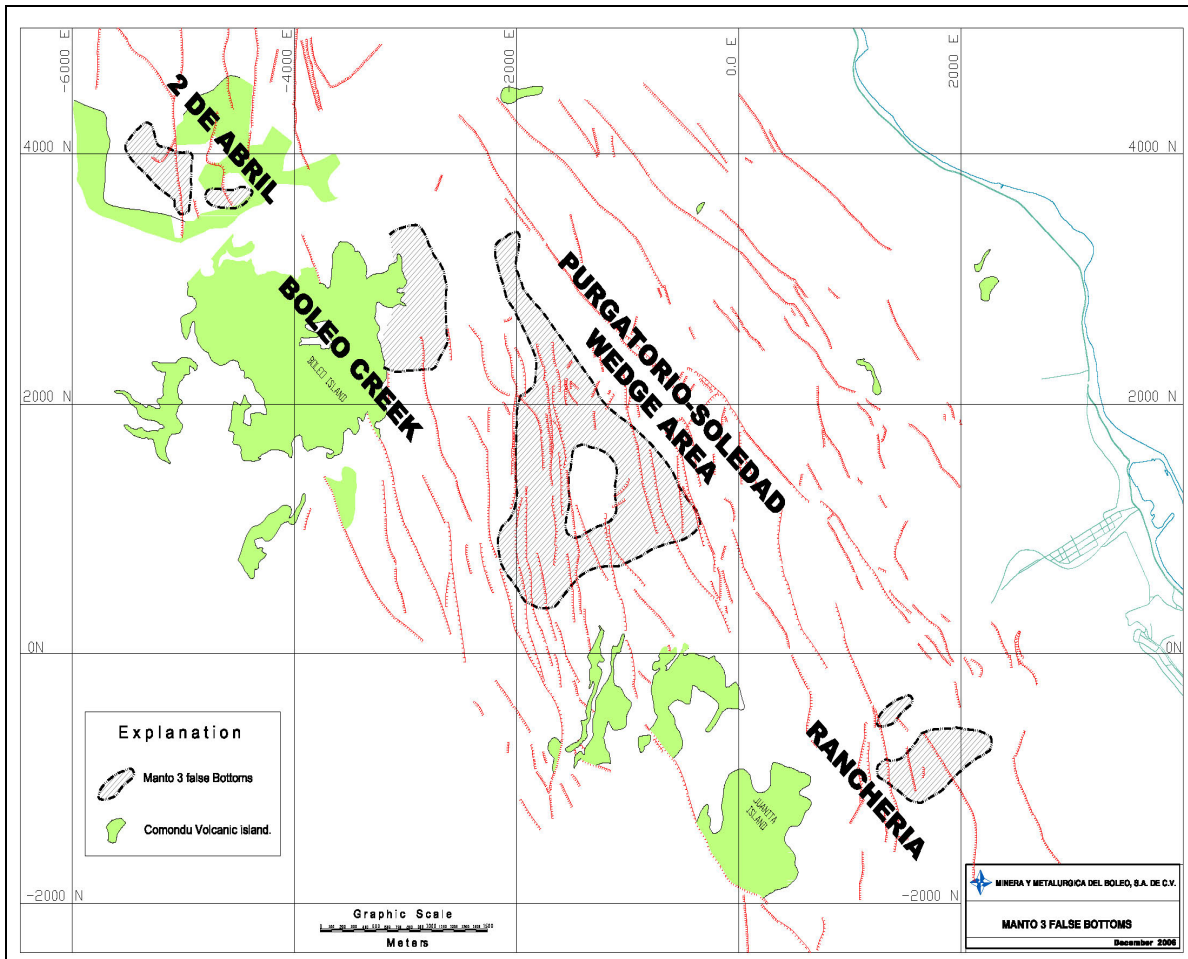 -6000 E
-4000 E
-2000 E
0.0 E
2000 E
2 DE ABRIL
4000 N
4000 N
BOLEO CREEK
PURGATORIO-SOLEDAD
WEDGE AREA
BOLEO ISLAND
2000 N
2000 N
0N
0N
RANCHERIA
JUANITA
ISLAND
Explanation
Manto 3 false Bottoms
Comondu Volcanic island.
-2000 N
-2000 N
Graphic Scale
Meters
MINERA Y METALURGICA DEL BOLEO, S.A. DE C.V.
MANTO 3 FALSE BOTTOMS
December 2006